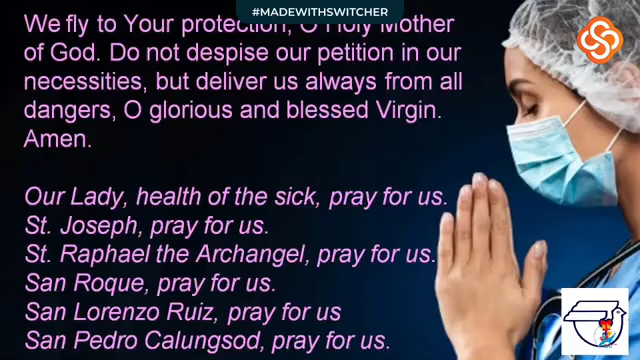 #MADEWITHSWITCHER
We fly to Your protection, O Holy Mother
of God. Do not despise our petition in our
necessities, but deliver us always from all
dangers, O glorious and blessed Virgin.
Amen.
Our Lady, health of the sick, pray for us.
St. Joseph, pray for us.
St. Raphael the Archangel, pray for us.
San Roque, pray for us.
San Lorenzo Ruiz, pray for us
San Pedro Calungsod, pray for us.